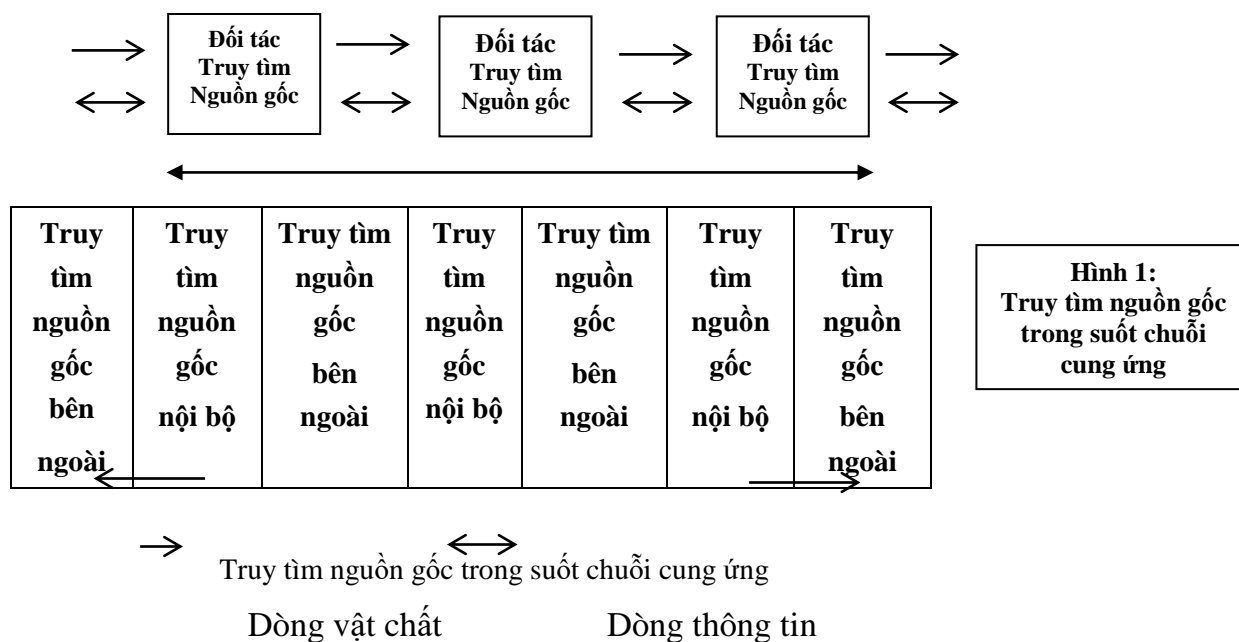 Đối tác
Truy tìm
Nguồn gốc
Đối tác
Truy tìm
Nguồn gốc
Đối tác
Truy tìm
Nguồn gốc
Truy
tìm
nguồn
gốc
bên
ngoài
Truy
tìm
nguồn
gốc
nội bộ
Truy tìm
nguồn
gốc
bên
ngoài
Truy
tìm
nguồn
gốc
nội bộ
Truy tìm
nguồn
gốc
bên
ngoài
Truy
tìm
nguồn
gốc
nội bộ
Truy
tìm
nguồn
gốc
bên
ngoài
Hình 1:
Truy tìm nguồn gốc
trong suốt chuỗi
cung ứng
Truy tìm nguồn gốc trong suốt chuỗi cung ứng
Dòng vật chất
Dòng thông tin